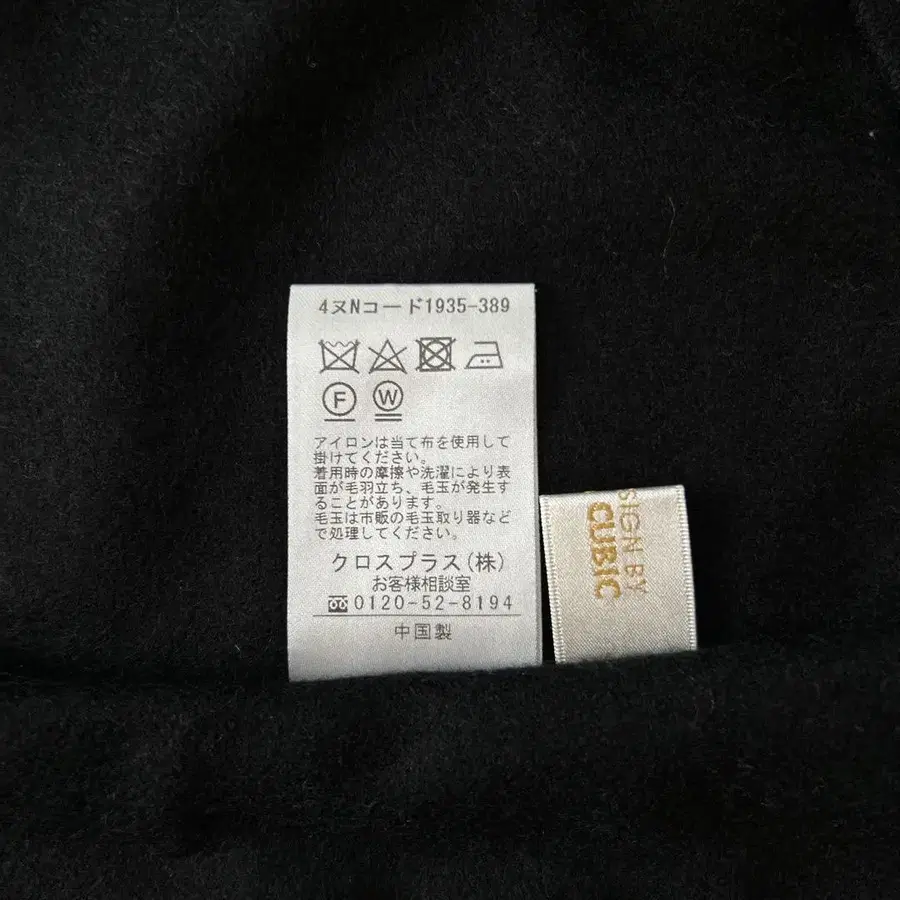 4ヌNコード1935-389
F W
アイロンは当て布を使用して
掛けてください。
着用時の摩擦や洗濯により表
面が毛羽立ち、毛玉が発生す
ることがあります。
毛玉は市販の毛玉取り器など
で処理してください。
クロスプラス(株)
お客様相談室
0120-52-8194
中国製
SIGN BY
CUBIC